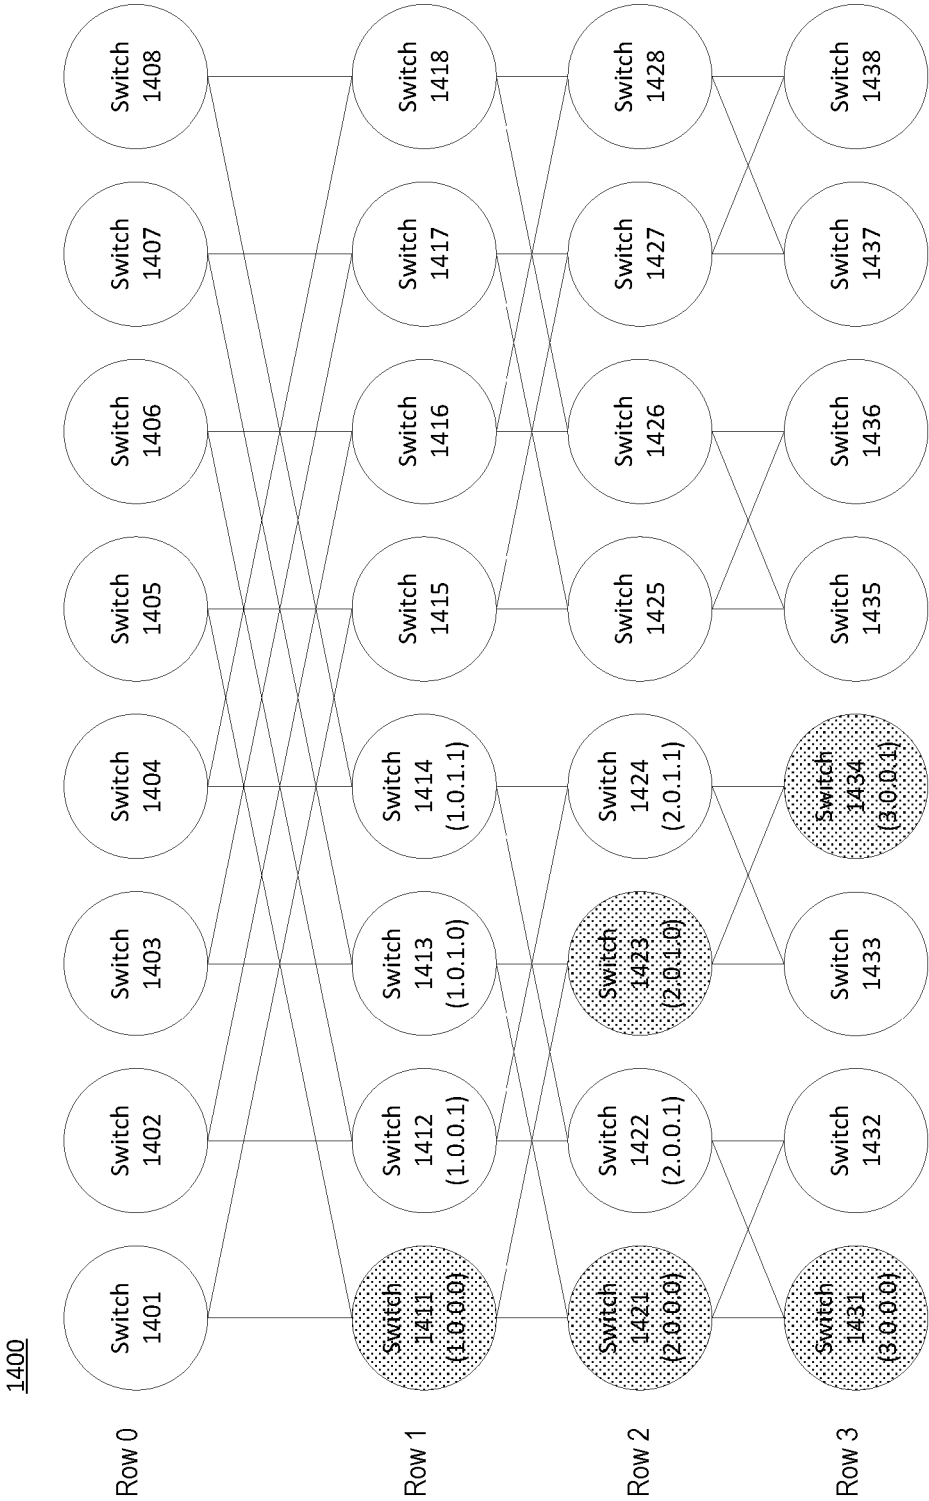 1400
Row 0
Switch
1401
Switch
1402
Switch
1403
Switch
1404
Switch
1405
Switch
1406
Switch
1407
Switch
1408
Row 1
Switch
1411
(1.0.0.0)
Switch
1412
(1.0.0.1)
Switch
1413
(1.0.1.0)
Switch
1414
(1.0.1.1)
Switch
1415
Switch
1416
Switch
1417
Switch
1418
Row 2
Switch
1421
(2.0.0.0)
Switch
1422
(2.0.0.1)
Switch
1423
(2.0.1.0)
Switch
1424
(2.0.1.1)
Switch
1425
Switch
1426
Switch
1427
Switch
1428
Row 3
Switch
1431
(3.0.0.0)
Switch
1432
Switch
1433
Switch
1434
(3.0.0.1)
Switch
1435
Switch
1436
Switch
1437
Switch
1438